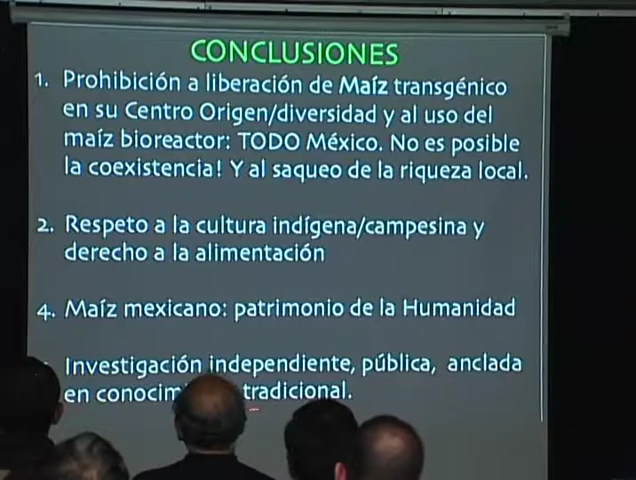 CONCLUSIONES
1. Prohibición a liberación de Maíz transgénico
en su Centro Origen/diversidad y al uso del
maíz bioreactor: TODO México. No es posible
la coexistencia! Y al saqueo de la riqueza local.
2. Respeto a la cultura indígena/campesina y
derecho a la alimentación
4. Maíz mexicano: patrimonio de la Humanidad
Investigación independiente, pública, anclada
en tradicional.